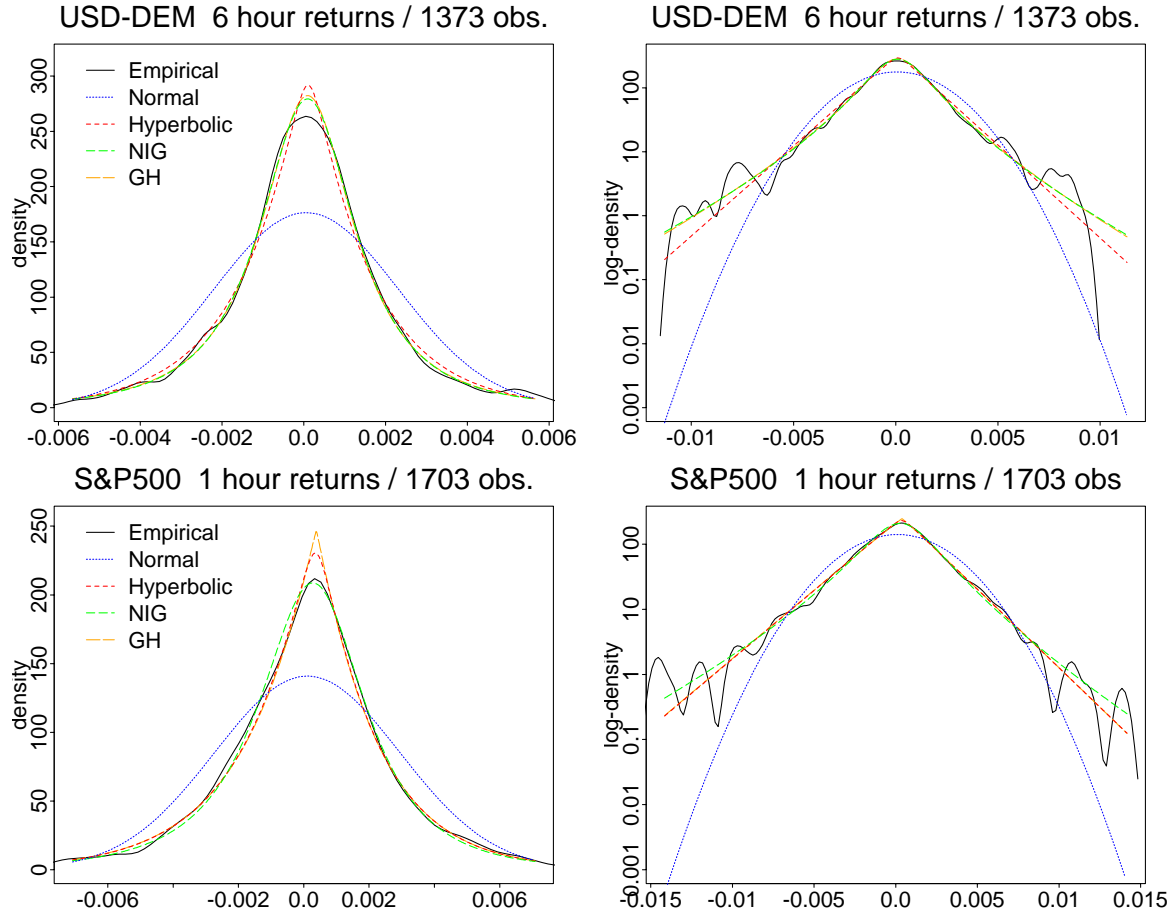 USD-DEM 6 hour returns / 1373 obs.
density
0 50 100 150 200 250 300
Empirical
Normal
Hyperbolic
NIG
GH
-0.006 -0.004 -0.002 0.0 0.002 0.004 0.006
USD-DEM 6 hour returns / 1373 obs.
log-density
0.001 0.01 0.1 1 10 100
-0.01 -0.005 0.0 0.005 0.01
S&P500 1 hour returns / 1703 obs.
density
0 50 100 150 200 250
Empirical
Normal
Hyperbolic
NIG
GH
-0.006 -0.002 0.002 0.006
S&P500 1 hour returns / 1703 obs
log-density
0.001 0.01 0.1 1 10 100
-0.015 -0.010 -0.005 0.0 0.005 0.010 0.015